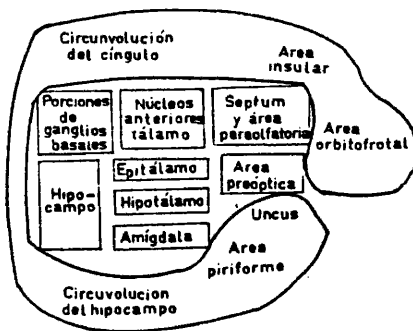 Circunvolución
del cíngulo
Area
insular
Area
orbitofrotal
Porciones
de
ganglios
basales
Núcleos
anteriores
tálamo
Septum
y área
paraolfatoria
Hipo-
campo
Epitálamo
Hipotálamo
Amígdala
Area
preóptica
Uncus
Area
piriforme
Circuvolucion
del hipocampo